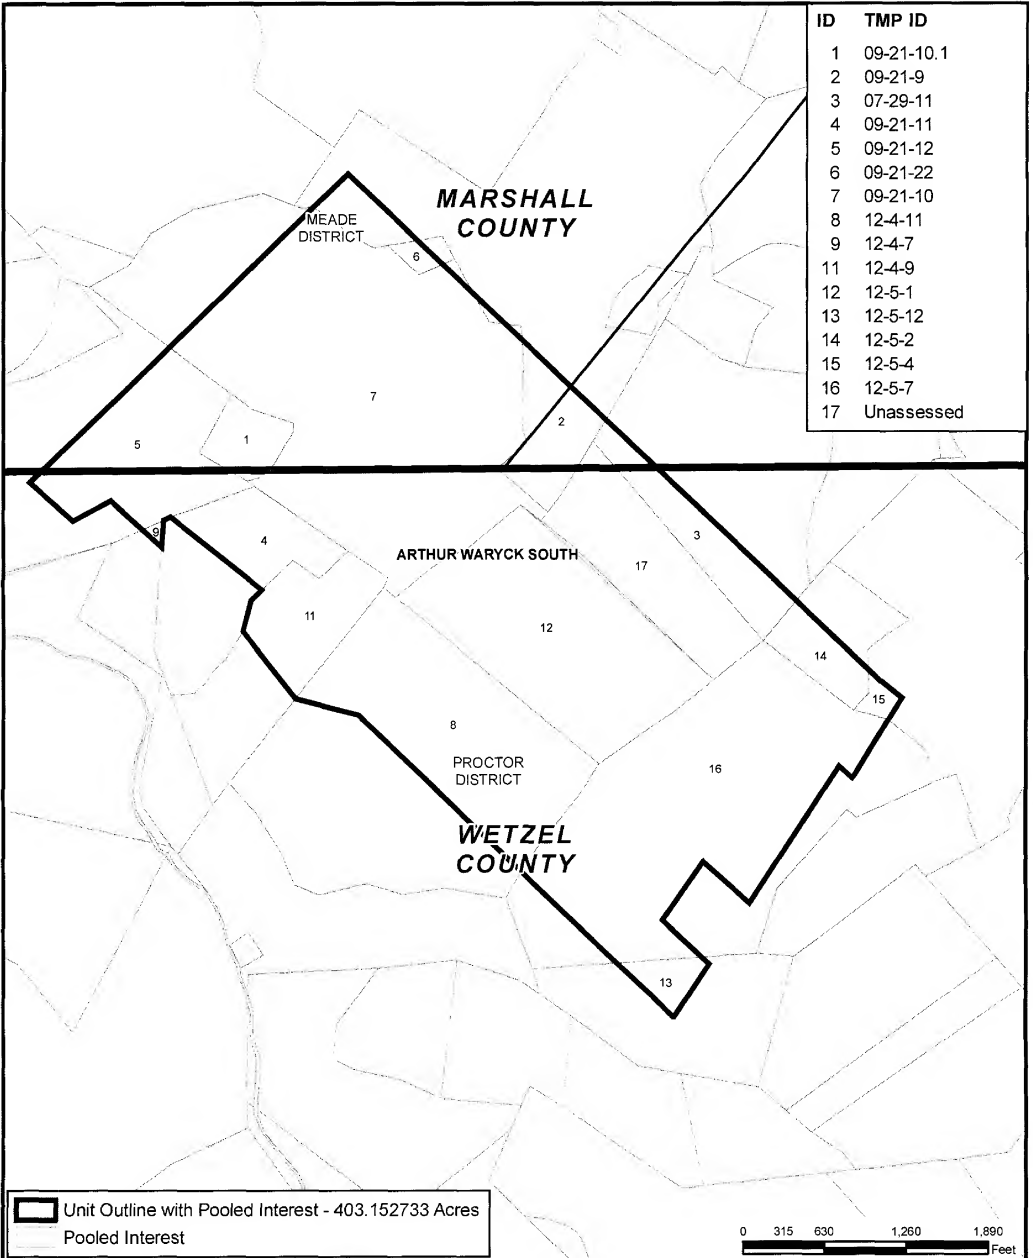 ID TMP ID
1 09-21-10.1
2 09-21-9
3 07-29-11
4 09-21-11
5 09-21-12
6 09-21-22
7 09-21-10
8 12-4-11
9 12-4-7
11 12-4-9
12 12-5-1
13 12-5-12
14 12-5-2
15 12-5-4
16 12-5-7
17 Unassessed
MARSHALL
COUNTY
MEADE
DISTRICT
6
7
2
1
5
9
4
3
ARTHUR WARYCK SOUTH
17
11
12
14
15
8
PROCTOR
DISTRICT
16
WETZEL
COUNTY
13
Unit Outline with Pooled Interest - 403.152733 Acres
Pooled Interest
0 315 630 1,260 1,890
Feet